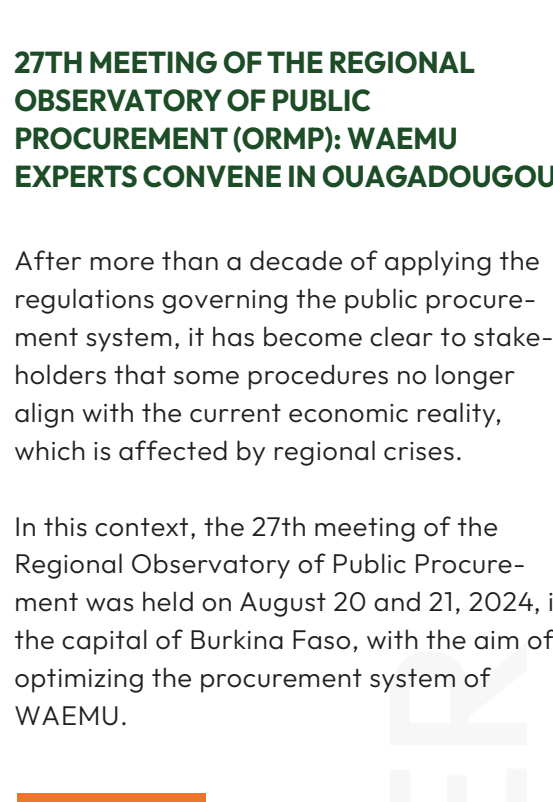 27TH MEETING OF THE REGIONAL
OBSERVATORY OF PUBLIC
PROCUREMENT (ORMP): WAEMU
EXPERTS CONVENE IN OUAGADOUGOU
After more than a decade of applying the
regulations governing the public procure-
ment system, it has become clear to stake-
holders that some procedures no longer
align with the current economic reality,
which is affected by regional crises.
In this context, the 27th meeting of the
Regional Observatory of Public Procure-
ment was held on August 20 and 21, 2024,
the capital of Burkina Faso, with the aim of
optimizing the procurement system of
WAEMU.